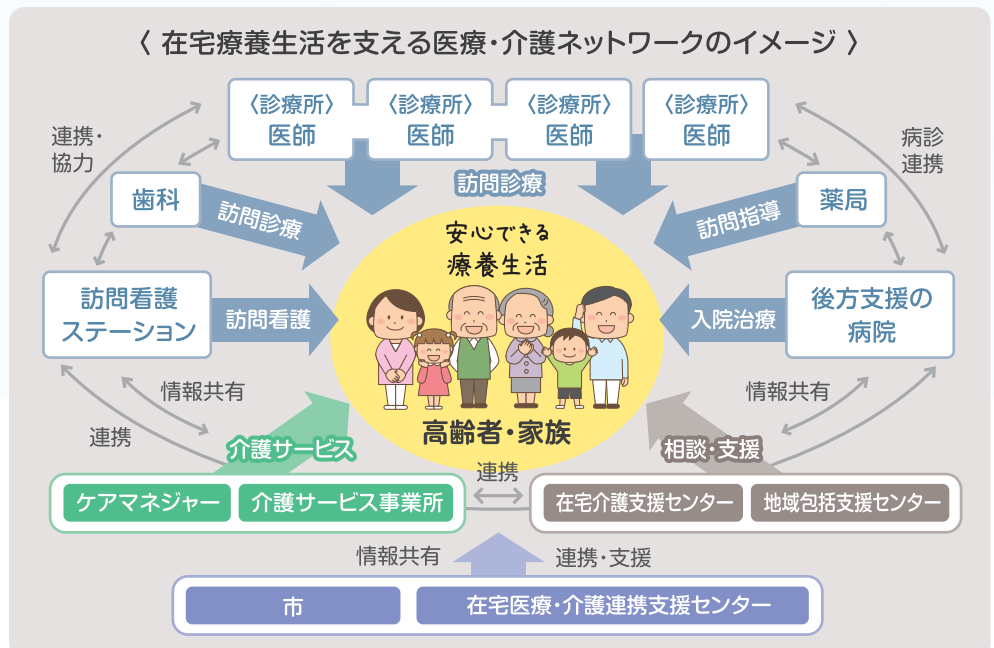 〈 在宅療養生活を支える医療・介護ネットワークのイメージ 〉
〈診療所〉
医師
〈診療所〉
医師
〈診療所〉
医師
〈診療所〉
医師
連携・
協力
病診
連携
訪問診療
歯科
訪問診療
訪問指導
薬局
安心できる
療養生活
訪問看護
ステーション
訪問看護
入院治療
後方支援の
病院
情報共有
情報共有
連携
高齢者・家族
介護サービス
相談・支援
連携
ケアマネジャー
介護サービス事業所
在宅介護支援センター
地域包括支援センター
情報共有
連携・支援
市
在宅医療・介護連携支援センター